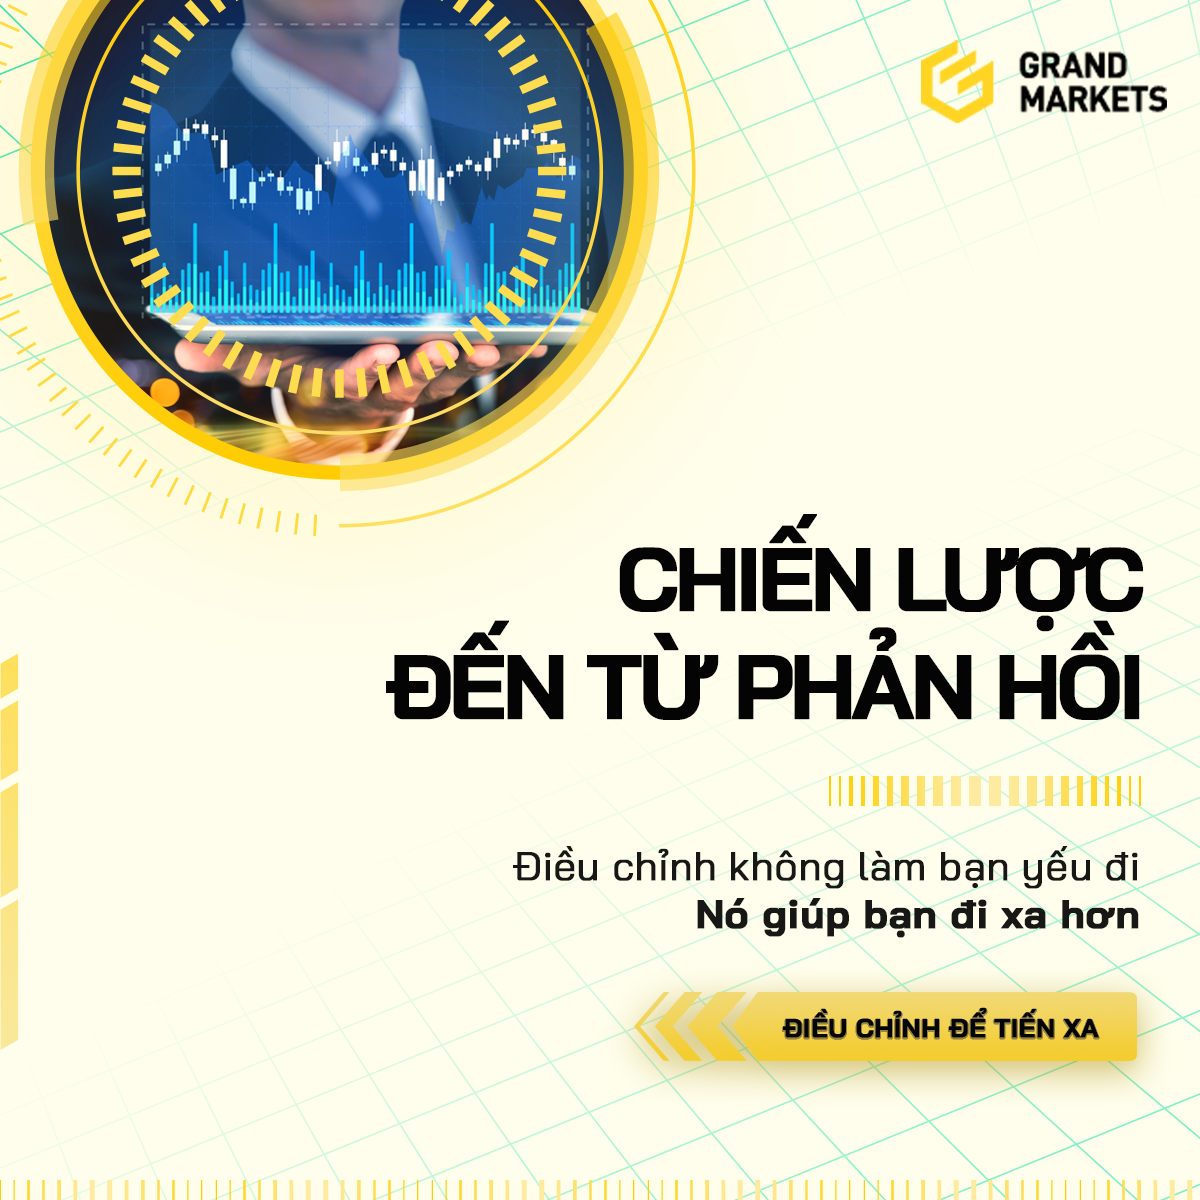 GRAND
MARKETS
CHIẾN LƯỢC
ĐẾN TỪ PHẢN HỒI
Điều chỉnh không làm bạn yếu đi
Nó giúp bạn đi xa hơn
ĐIỀU CHỈNH ĐỂ TIẾN XA